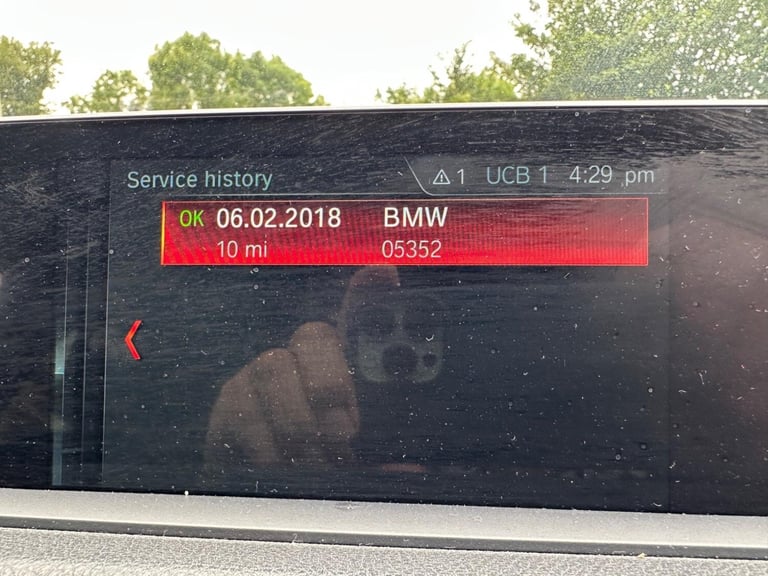 Service history 1 UCB 1 4:29 pm
OK 06.02.2018 BMW
10 mi 05352